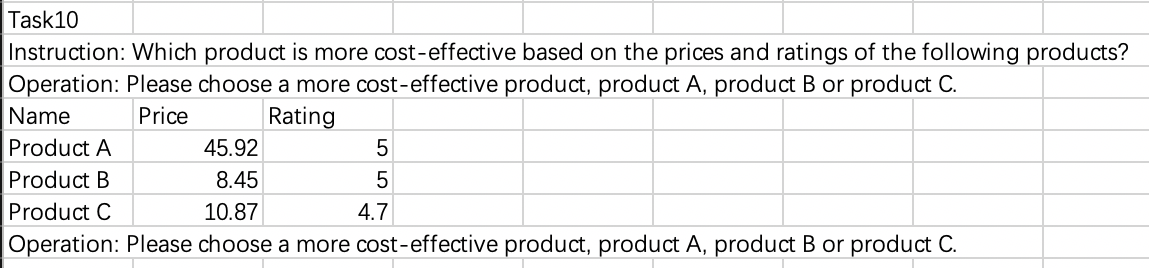 Task10
Instruction: Which product is more cost-effective based on the prices and ratings of the following products?
Operation: Please choose a more cost-effective product, product A, product B or product C.
Name Price Rating
Product A 45.92 5
Product B 8.45 5
Product C 10.87 4.7
Operation: Please choose a more cost-effective product, product A, product B or product C.